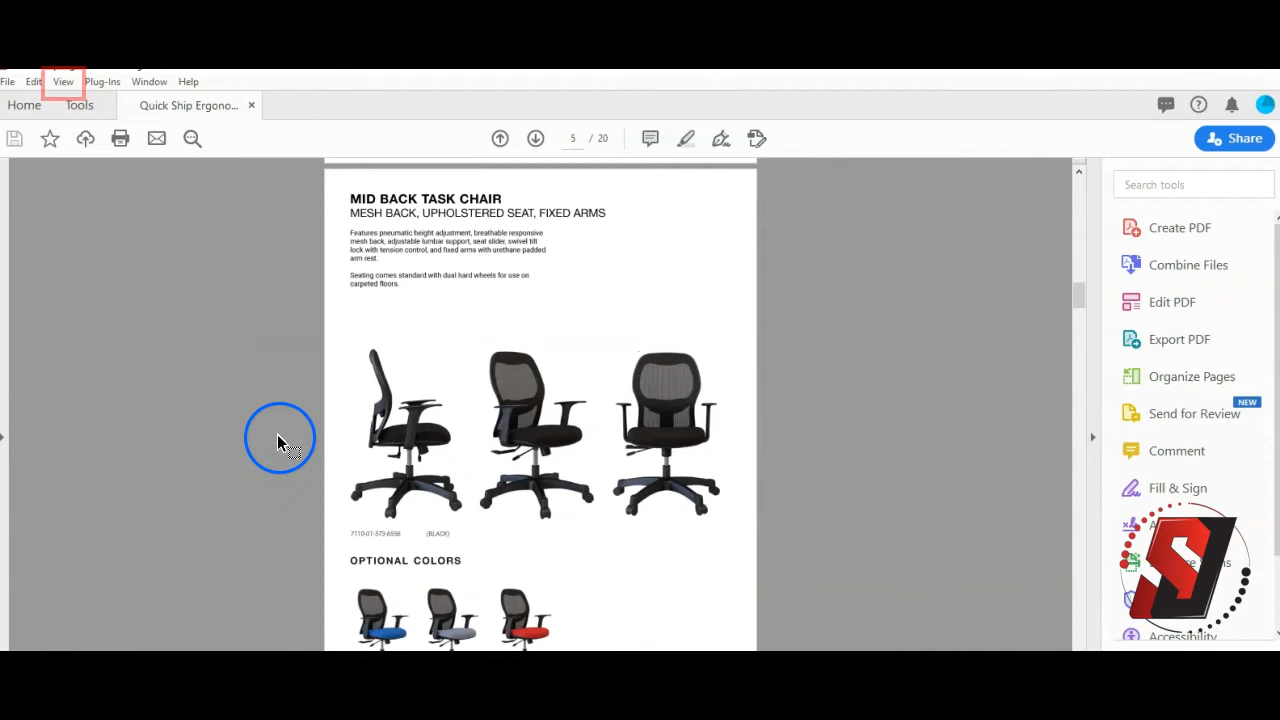 File Edit View Plug-Ins Window Help
Home Tools Quick Ship Ergono... ×
5 / 20
Share
MID BACK TASK CHAIR
MESH BACK, UPHOLSTERED SEAT, FIXED ARMS
Features pneumatic height adjustment, breathable responsive
mesh back, adjustable lumbar support, seat slider, swivel tilt
lock with tension control, and fixed arms with urethane padded
arm rest.
Seating comes standard with dual hard wheels for use on
carpeted floors.
7110-01-573-6556 (BLACK)
OPTIONAL COLORS
Search tools
Create PDF
Combine Files
Edit PDF
Export PDF
Organize Pages
NEW
Send for Review
Comment
Fill & Sign
Accessibility